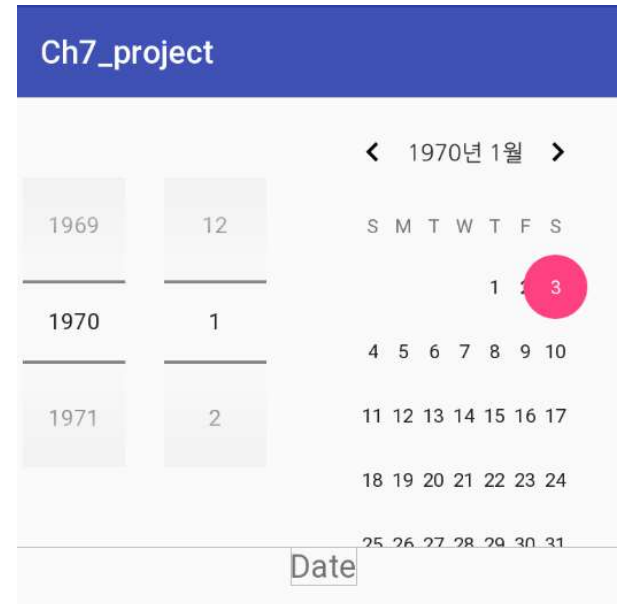 Ch7_project
1970년 1월
1969 12
1970 1
1971 2
S M T W T F S
1 3
4 5 6 7 8 9 10
11 12 13 14 15 16 17
18 19 20 21 22 23 24
25 26 27 28 29 30 31
Date